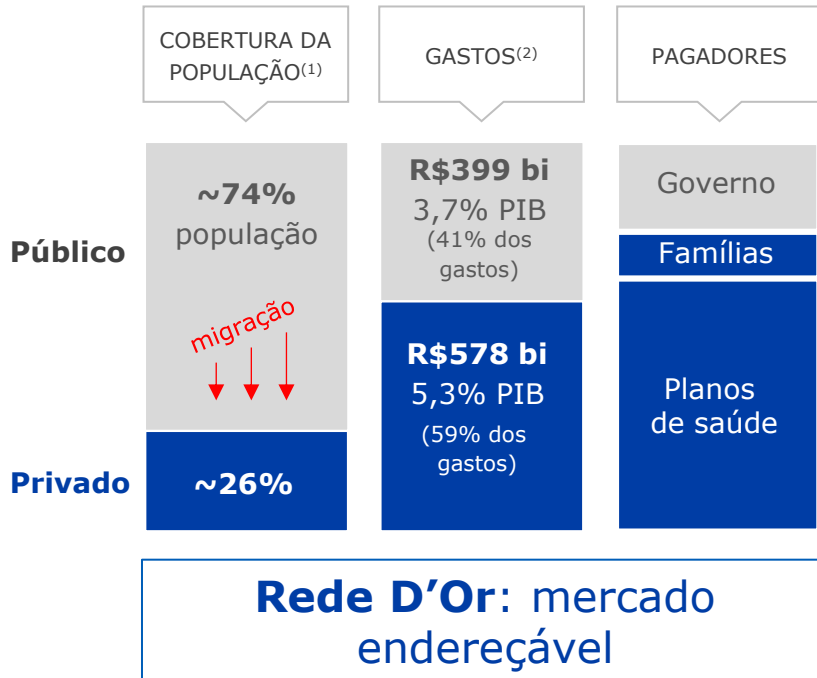 COBERTURA DA
POPULAÇÃO(1)
GASTOS(2)
PAGADORES
Público
~74%
população
migração
R$399 bi
3,7% PIB
(41% dos
gastos)
Governo
Famílias
Privado
~26%
R$578 bi
5,3% PIB
(59% dos
gastos)
Planos
de saúde
Rede D’Or: mercado
endereçável